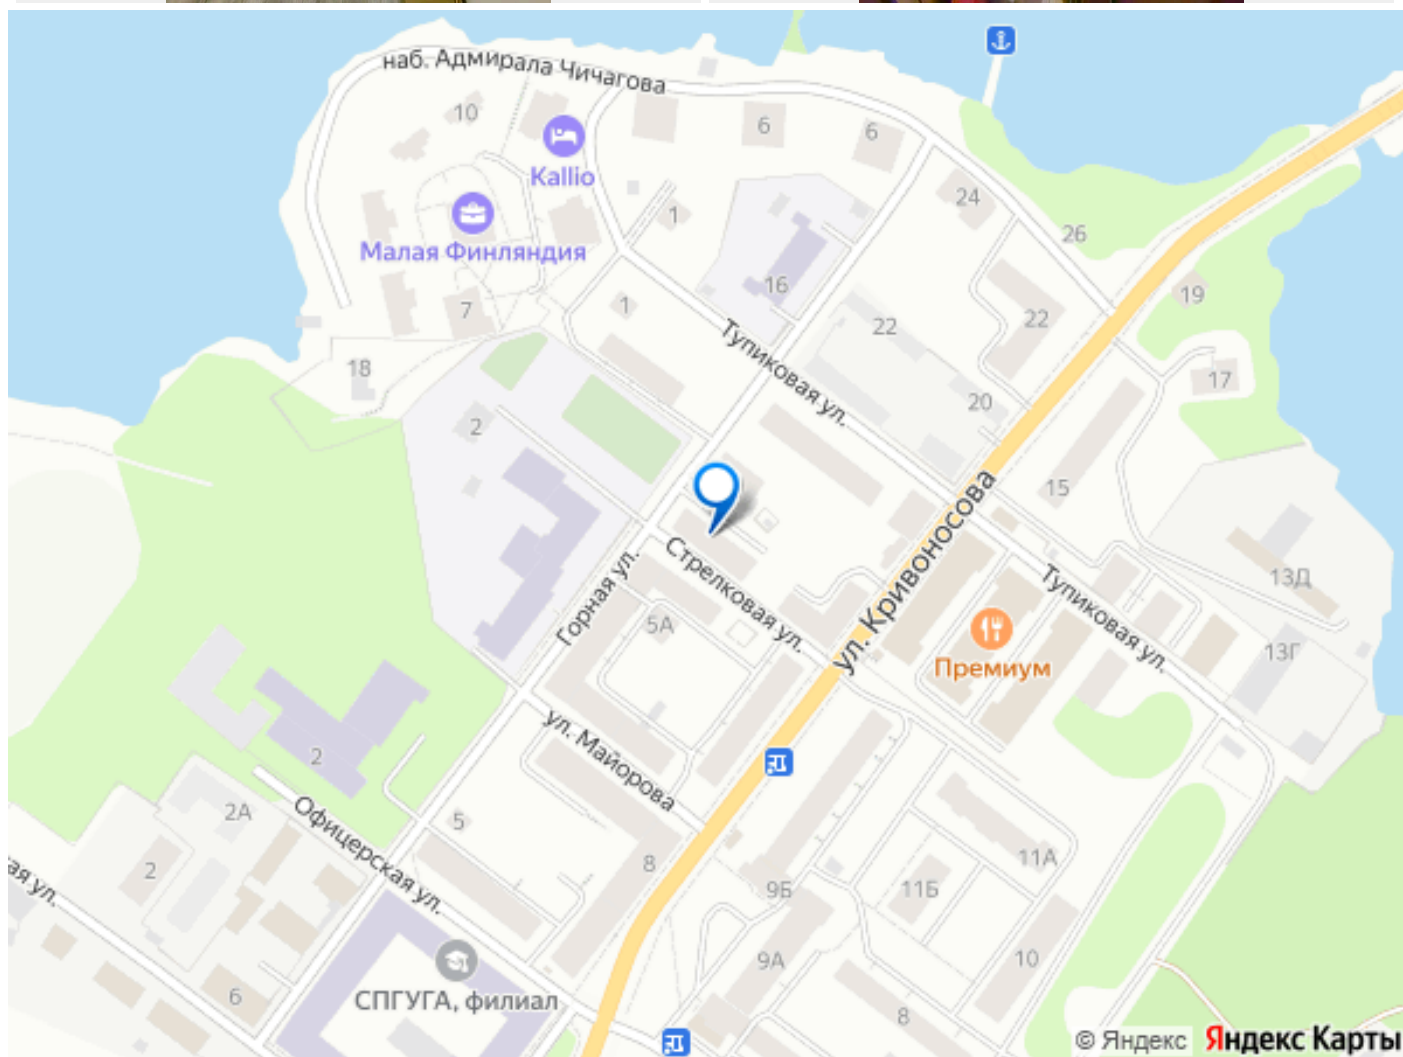 наб. Адмирала Чичагова
10
6
6
Kallio
24
1
26
Малая Финляндия
16
19
7
1
22
22
Тупиковая ул.
18
17
20
2
15
ул. Кривоносова
13Д
Горная ул.
Стрелковая ул.
Тупиковая ул.
5А
13Г
Премиум
ул. Майорова
2
2А
Офицерская ул.
5
8
11А
2
9Б
11Б
ая ул.
9А
10
СПГУГА, филиал
6
8
© Яндекс Яндекс Карты